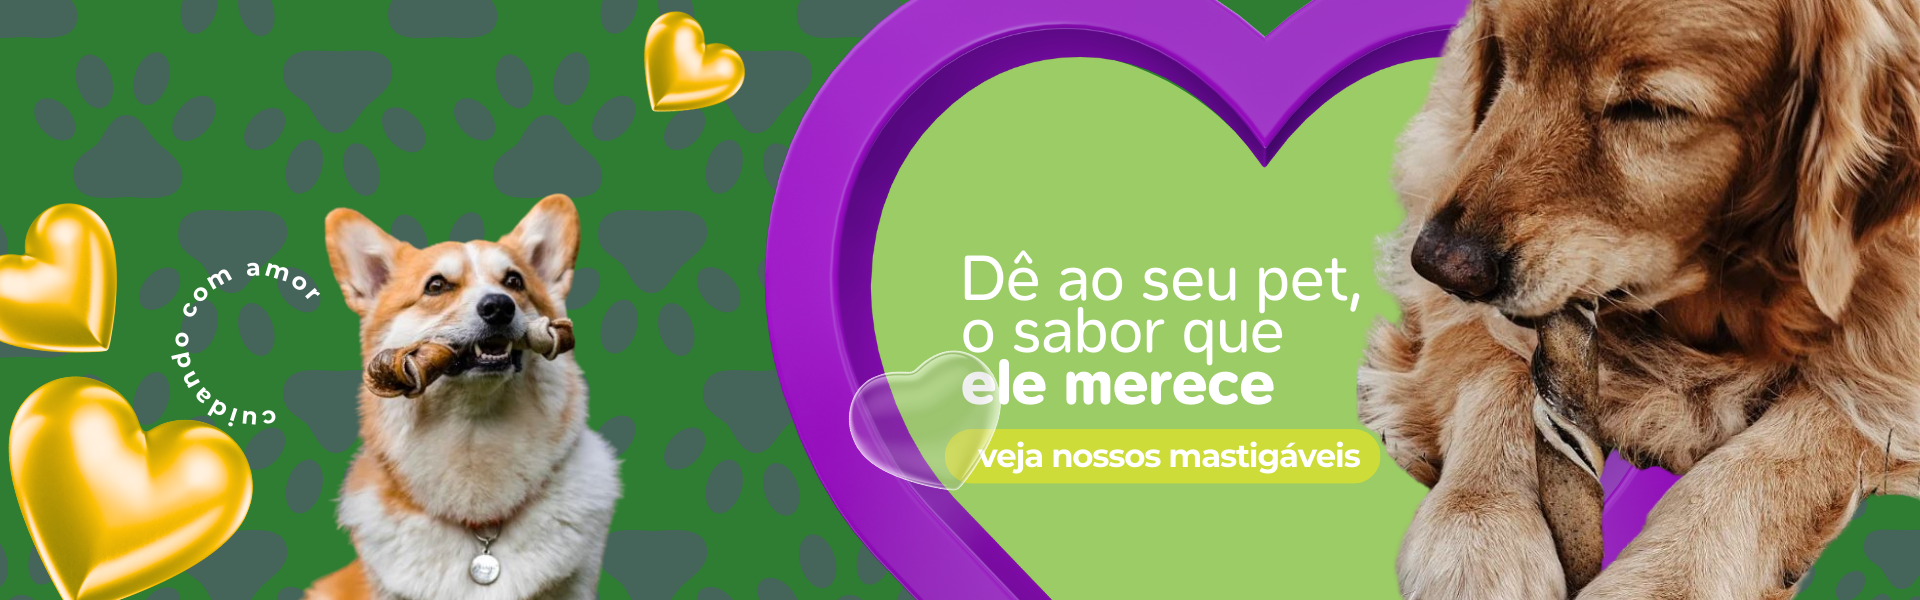 cuidando com amor
Dê ao seu pet,
o sabor que
ele merece
veja nossos mastigáveis